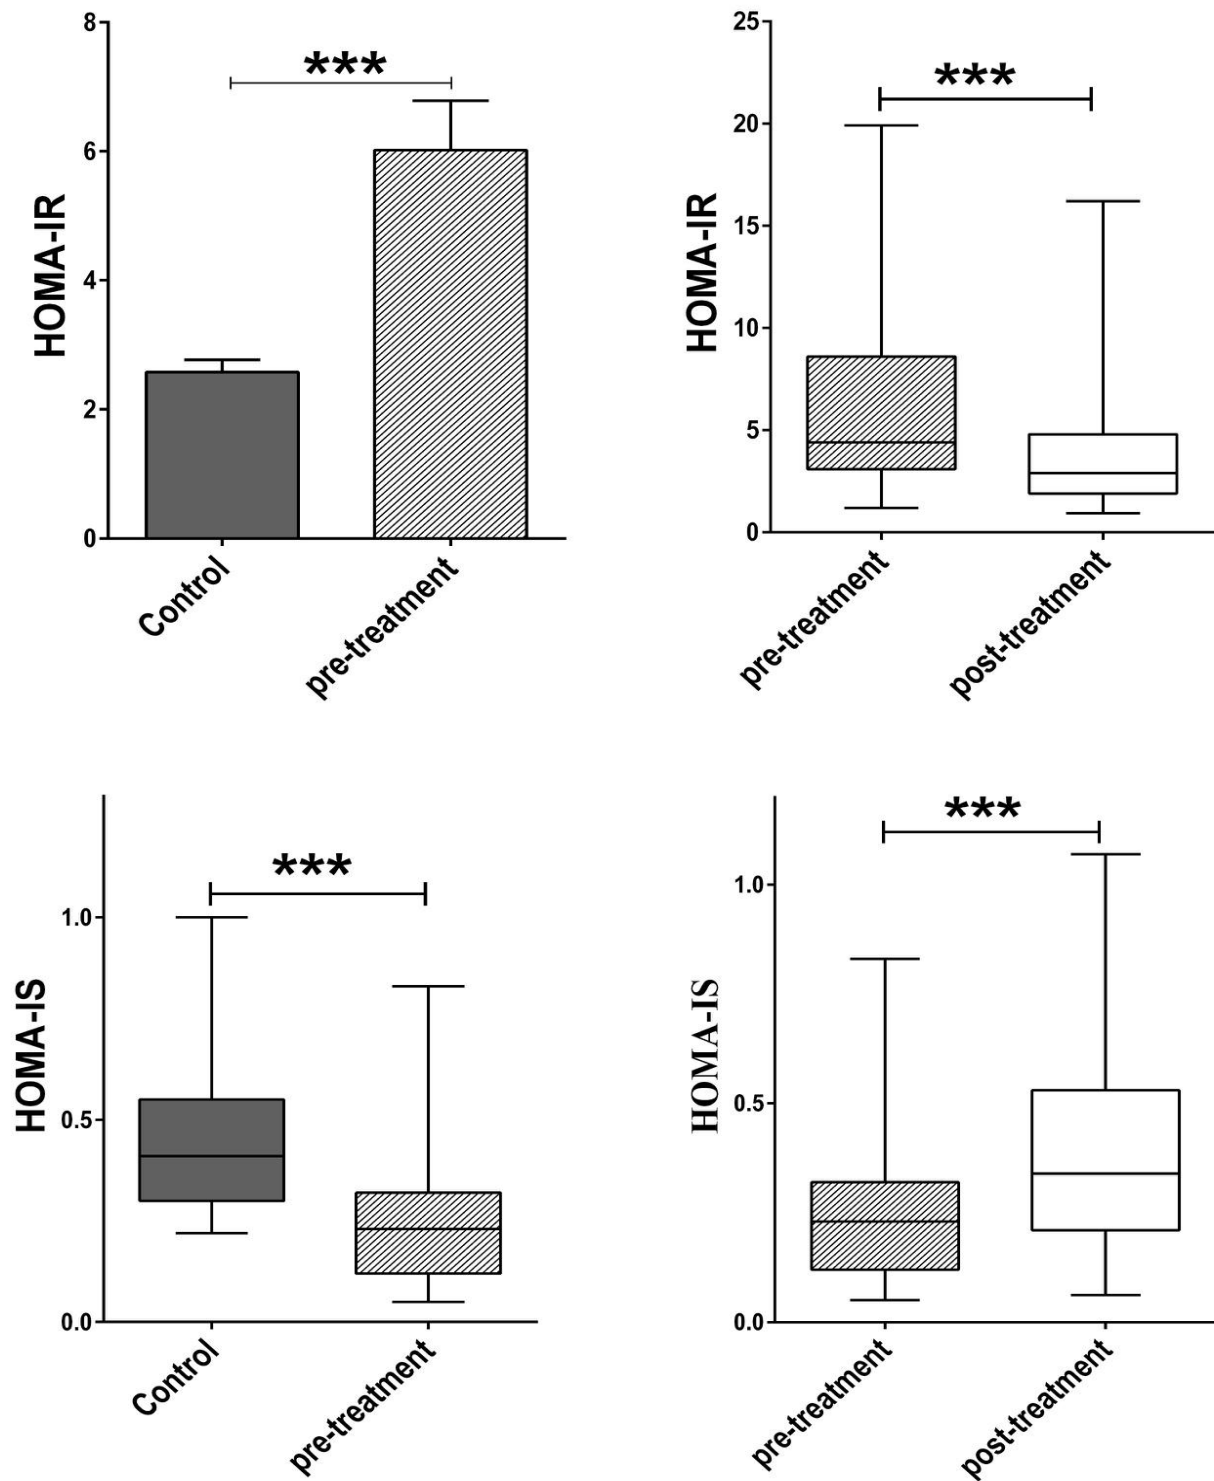 ***
HOMA-IR
8
6
4
2
0
Control
pre-treatment
***
HOMA-IR
25
20
15
10
5
0
pre-treatment
post-treatment
***
HOMA-IS
1.0
0.5
0.0
Control
pre-treatment
***
HOMA-IS
1.0
0.5
0.0
pre-treatment
post-treatment